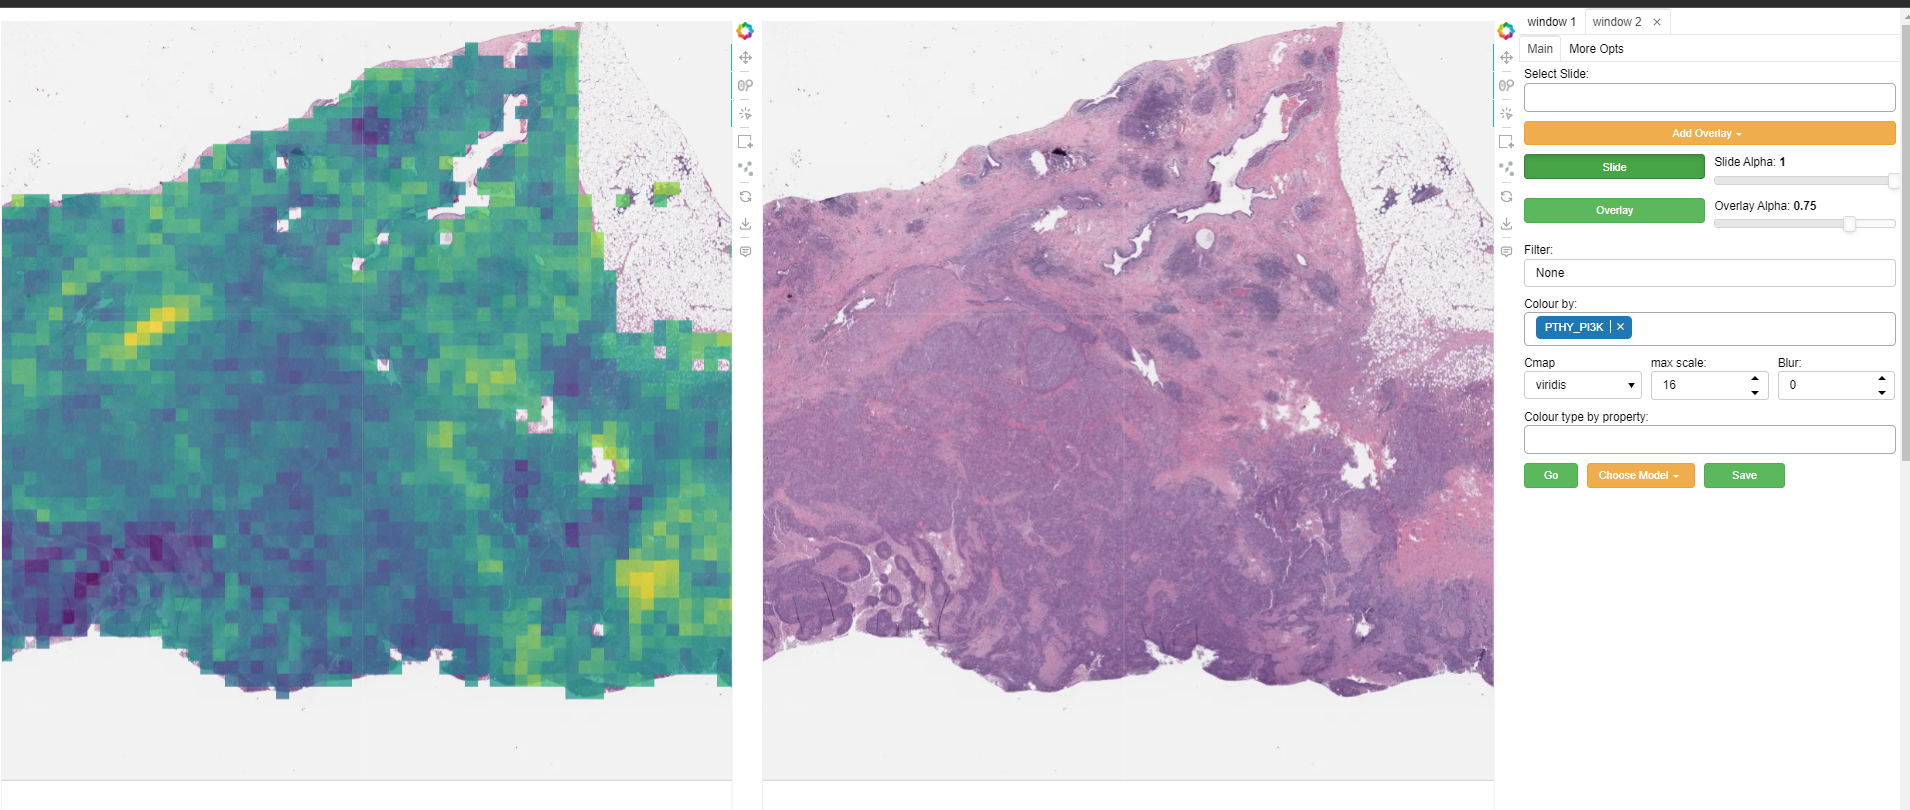 window 1 window 2 ✕
Main More Opts
Select Slide:
Add Overlay
Slide Slide Alpha: 1
Overlay Overlay Alpha: 0.75
Filter:
None
Colour by:
PTHY_PI3K ✕
Cmap max scale: Blur:
viridis 16 0
Colour type by property:
Go Choose Model Save